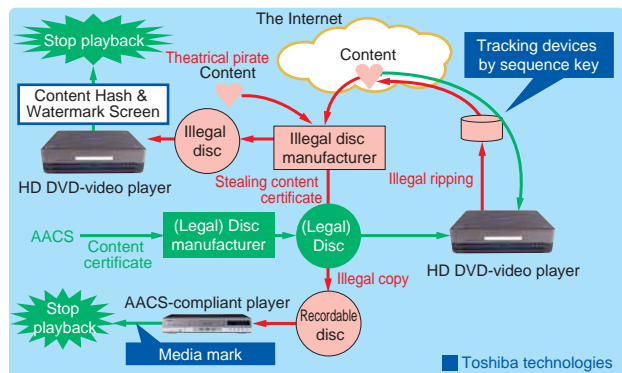 Stop playback
The Internet
Content
Theatrical pirate
Content
Tracking devices
by sequence key
Content Hash &
Watermark Screen
Illegal
disc
Illegal disc
manufacturer
HD DVD-video player
Stealing content
certificate
Illegal ripping
AACS
Content
certificate
(Legal) Disc
manufacturer
(Legal)
Disc
HD DVD-video player
Illegal copy
Stop
playback
AACS-compliant player
Recordable
disc
Media mark
Toshiba technologies